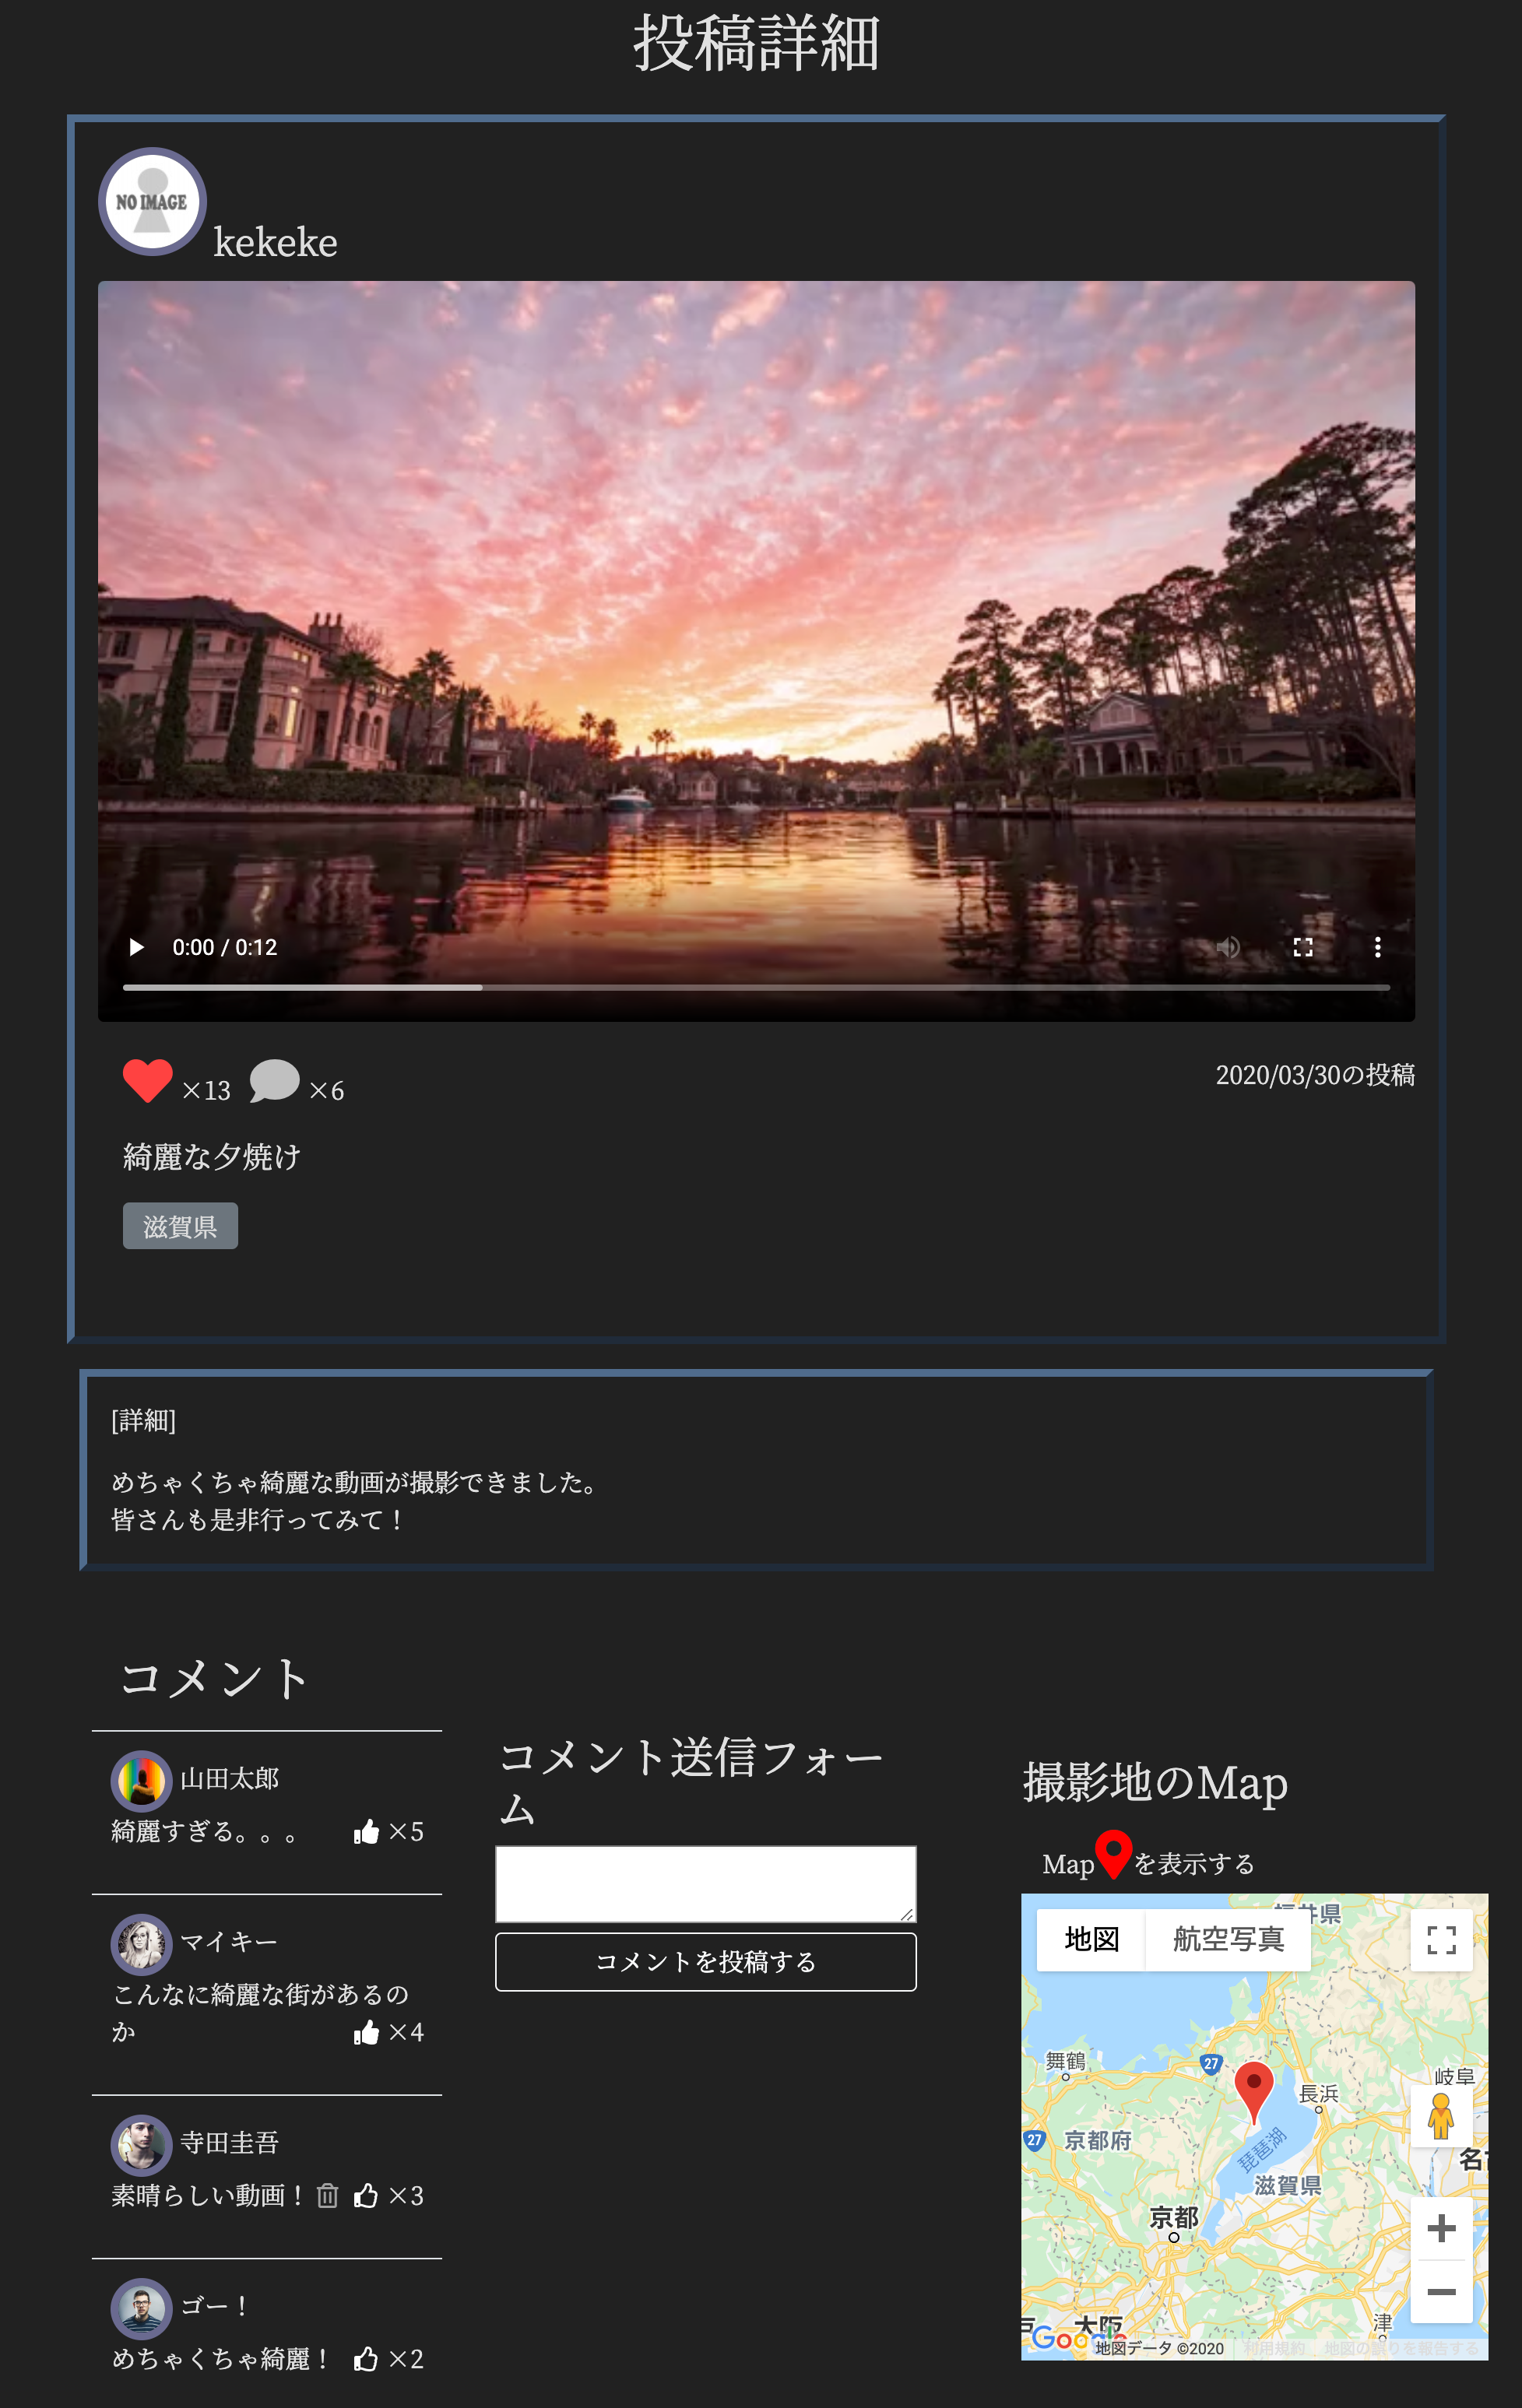 投稿詳細
NO IMAGE
kekeke
0:00 / 0:12
×13 ×6
2020/03/30の投稿
綺麗な夕焼け
滋賀県
[詳細]
めちゃくちゃ綺麗な動画が撮影できました。
皆さんも是非行ってみて！
コメント
山田太郎
綺麗すぎる。。。 ×5
マイキー
こんなに綺麗な街があるの
か ×4
寺田圭吾
素晴らしい動画！ ×3
ゴー！
めちゃくちゃ綺麗！ ×2
コメント送信フォー
ム
コメントを投稿する
撮影地のMap
Mapを表示する
地図 航空写真
福井県
舞鶴
27
長浜
岐阜
27
京都府
琵琶湖
滋賀県
京都
津
大阪
Google
地図データ ©2020
利用規約
地図の誤りを報告する